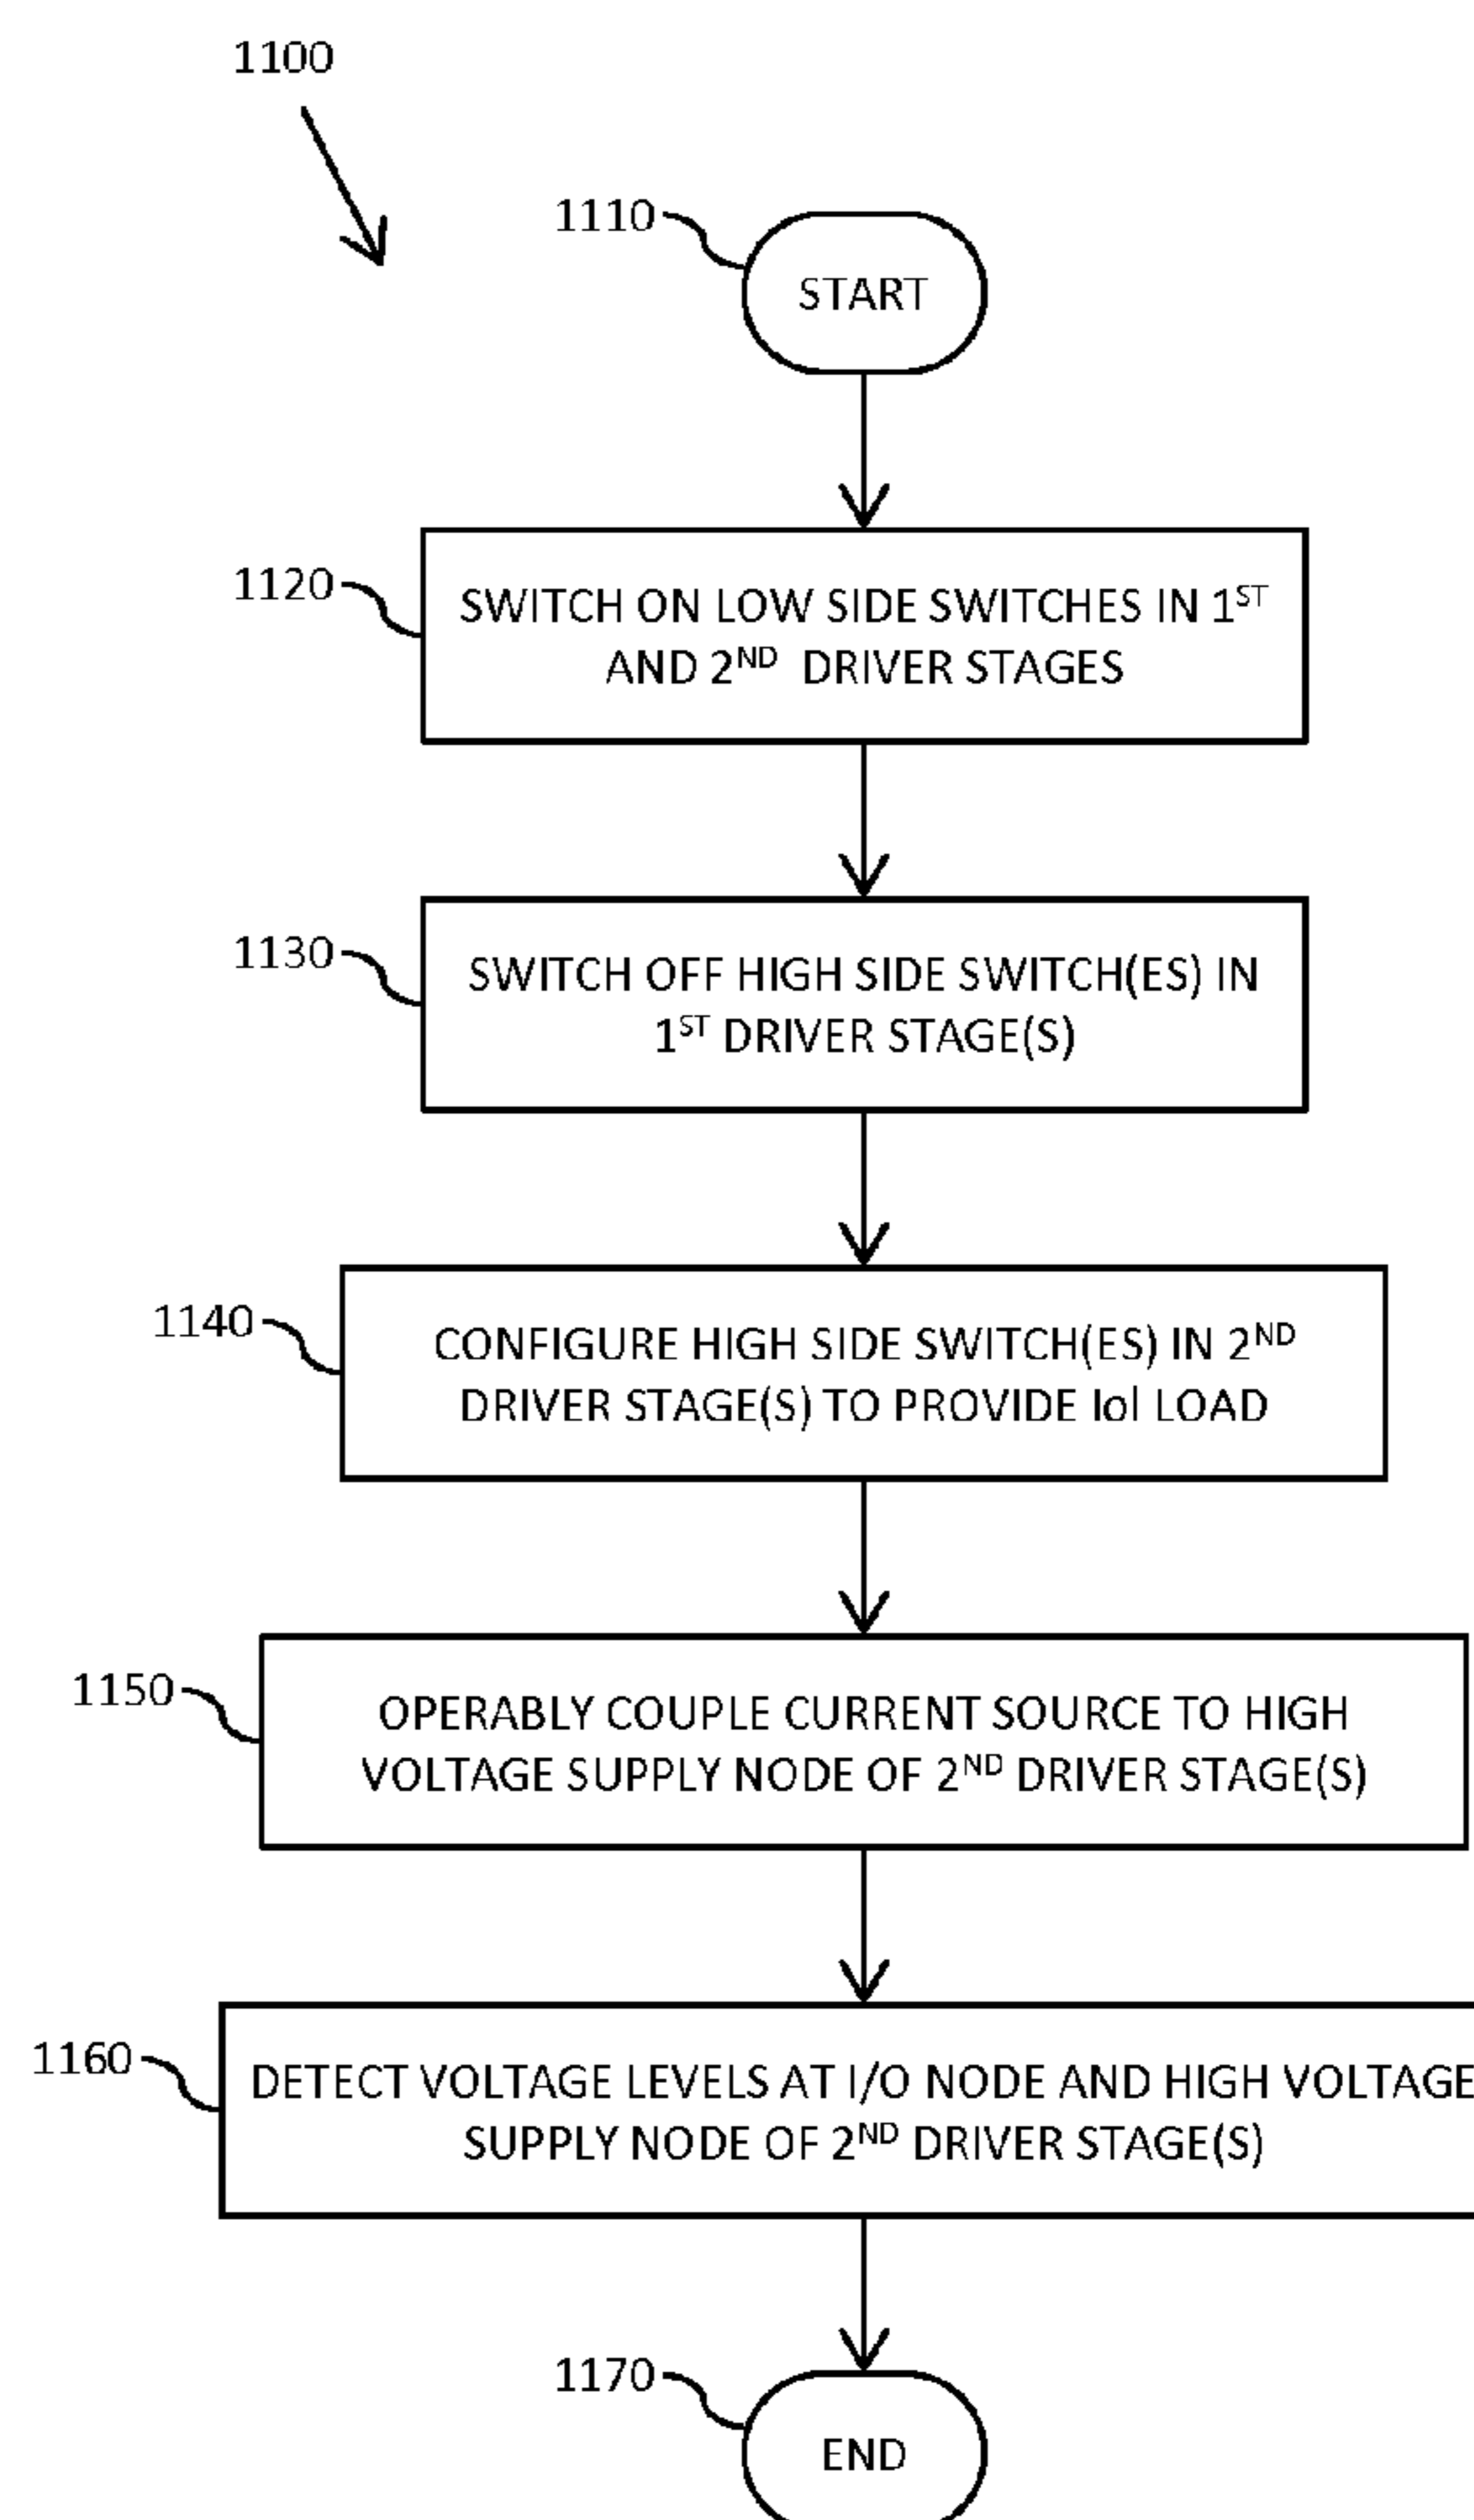 1100
1110
START
1120
SWITCH ON LOW SIDE SWITCHES IN 1ST
AND 2ND DRIVER STAGES
1130
SWITCH OFF HIGH SIDE SWITCH(ES) IN
1ST DRIVER STAGE(S)
1140
CONFIGURE HIGH SIDE SWITCH(ES) IN 2ND
DRIVER STAGE(S) TO PROVIDE Iol LOAD
1150
OPERABLY COUPLE CURRENT SOURCE TO HIGH
VOLTAGE SUPPLY NODE OF 2ND DRIVER STAGE(S)
1160
DETECT VOLTAGE LEVELS AT I/O NODE AND HIGH VOLTAGE
SUPPLY NODE OF 2ND DRIVER STAGE(S)
1170
END